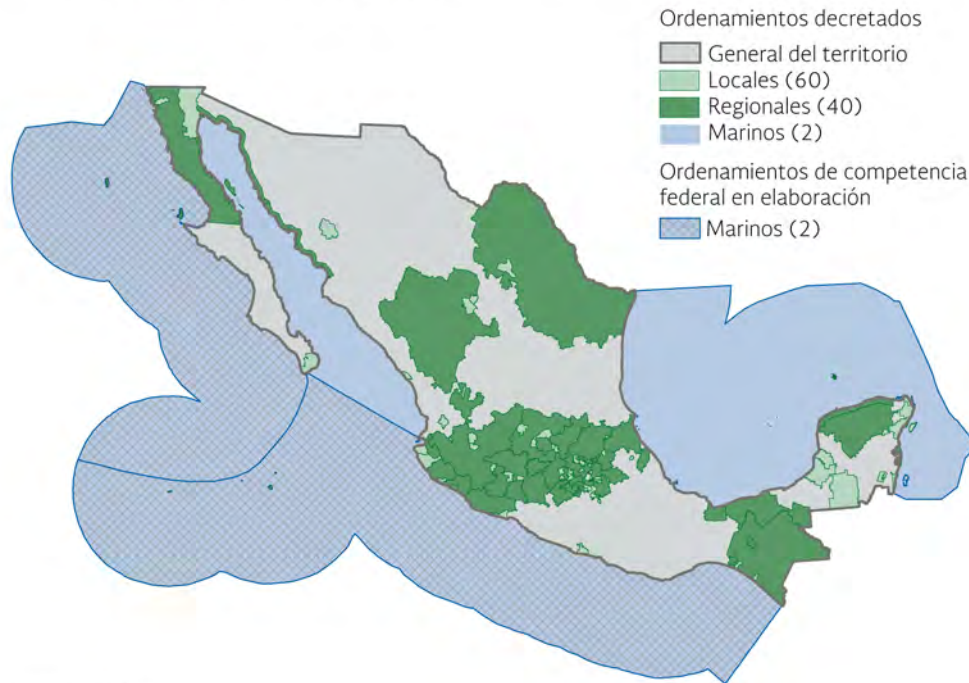 Ordenamientos decretados
General del territorio
Locales (60)
Regionales (40)
Marinos (2)
Ordenamientos de competencia
federal en elaboración
Marinos (2)